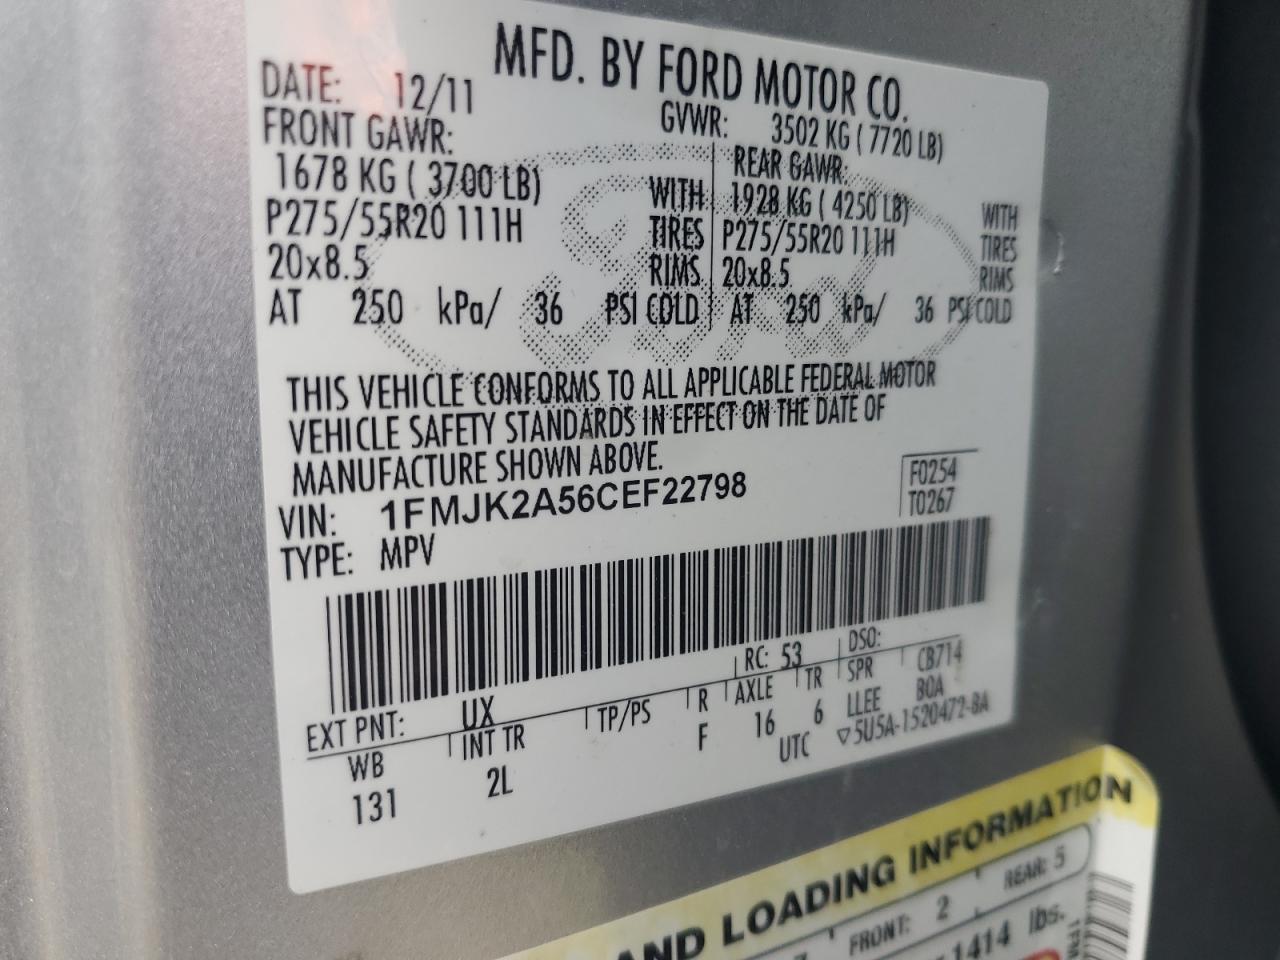 MFD. BY FORD MOTOR CO.
DATE: 12/11
GVWR: 3502 KG ( 7720 LB)
FRONT GAWR:
REAR GAWR:
1678 KG ( 3700 LB) WITH
1928 KG ( 4250 LB) WITH
P275/55R20 111H TIRES
P275/55R20 111H TIRES
20x8.5 RIMS
20x8.5 RIMS
AT 250 kPa/ 36 PSI COLD
AT 250 kPa/ 36 PSI COLD
Ford
THIS VEHICLE CONFORMS TO ALL APPLICABLE FEDERAL MOTOR
VEHICLE SAFETY STANDARDS IN EFFECT ON THE DATE OF
MANUFACTURE SHOWN ABOVE.
F0254
T0267
VIN: 1FMJK2A56CEF22798
TYPE: MPV
RC: 53 DSO:
EXT PNT: UX
CB714
WB INT TR TP/PS R AXLE TR SPR
131 2L F 16 6 LLEE BOA
UTC ▽5U5A-1520472-BA
AND LOADING INFORMATION
FRONT: 2 REAR: 5
1414 lbs.